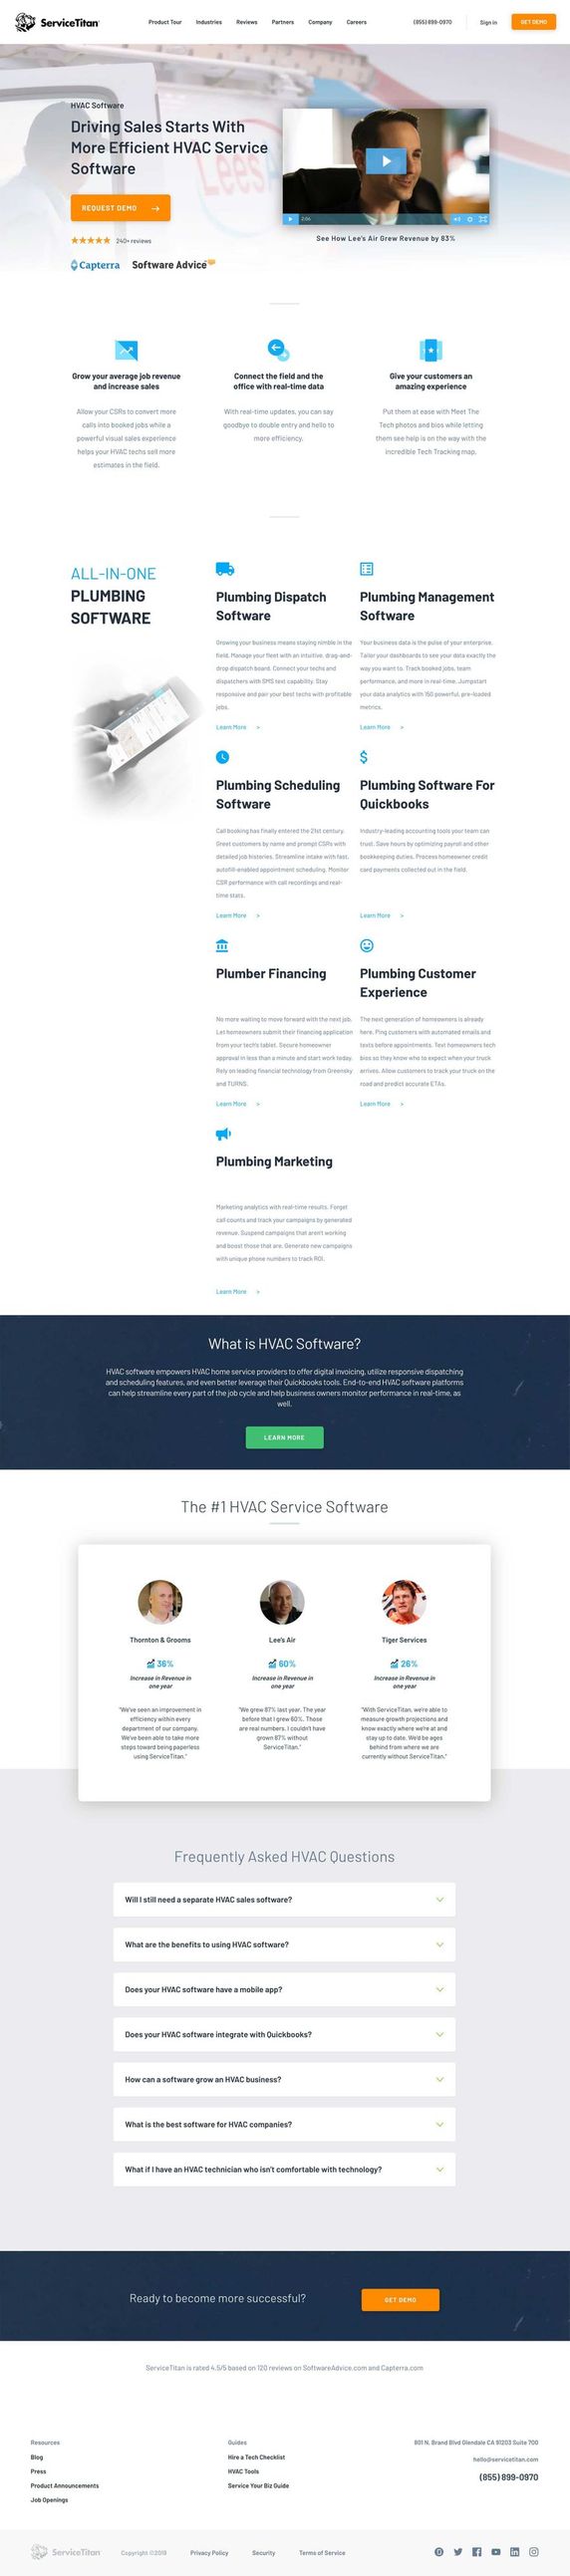 ServiceTitan
Product Tour Industries Reviews Partners Company Careers (855) 899-0970 Sign in GET DEMO
HVAC Software
Driving Sales Starts With
More Efficient HVAC Service
Software
REQUEST DEMO →
240+ reviews
Capterra Software Advice
2:06
See How Lee's Air Grew Revenue by 63%
Grow your average job revenue
and increase sales
Allow your CSRs to convert more
calls into booked jobs while a
powerful visual sales experience
helps your HVAC techs sell more
estimates in the field.
Connect the field and the
office with real-time data
With real-time updates, you can say
goodbye to double entry and hello to
more efficiency.
Give your customers an
amazing experience
Put them at ease with Meet The
Tech photos and bios while letting
them see help is on the way with the
incredible Tech Tracking map.
ALL-IN-ONE
PLUMBING
SOFTWARE
Plumbing Dispatch
Software
Growing your business means staying nimble in the
field. Manage your fleet with an intuitive, drag-and-
drop dispatch board. Connect your techs and
dispatchers with SMS text capability. Stay
responsive and pair your best techs with profitable
jobs.
Learn More >
Plumbing Management
Software
Your business data is the pulse of your enterprise.
Tailor your dashboards to see your data exactly the
way you want to. Track booked jobs, team
performance, and more in real-time. Jumpstart
your data analytics with 150 powerful, pre-loaded
metrics.
Learn More >
Plumbing Scheduling
Software
Call booking has finally entered the 21st century.
Greet customers by name and prompt CSRs with
detailed job histories. Streamline intake with fast,
autofill-enabled appointment scheduling. Monitor
CSR performance with call recordings and real-
time stats.
Learn More >
Plumbing Software For
Quickbooks
Industry-leading accounting tools your team can
trust. Save hours by optimizing payroll and other
bookkeeping duties. Process homeowner credit
card payments collected out in the field.
Learn More >
Plumber Financing
No more waiting to move forward with the next job.
Let homeowners submit their financing application
from your tech's tablet. Secure homeowner
approval in less than a minute and start work today.
Rely on leading financial technology from Greensky
and TURNS.
Learn More >
Plumbing Customer
Experience
The next generation of homeowners is already
here. Ping customers with automated emails and
texts before appointments. Text homeowners tech
bios so they know who to expect when your truck
arrives. Allow customers to track your truck on the
road and predict accurate ETAs.
Learn More >
Plumbing Marketing
Marketing analytics with real-time results. Forget
call counts and track your campaigns by generated
revenue. Suspend campaigns that aren't working
and boost those that are. Generate new campaigns
with unique phone numbers to track ROI.
Learn More >
What is HVAC Software?
HVAC software empowers HVAC home service providers to offer digital invoicing, utilize responsive dispatching
and scheduling features, and even better leverage their Quickbooks tools. End-to-end HVAC software platforms
can help streamline every part of the job cycle and help business owners monitor performance in real-time, as
well.
LEARN MORE
The #1 HVAC Service Software
Thornton & Grooms
36%
Increase in Revenue in
one year
"We've seen an improvement in
efficiency within every
department of our company.
We've been able to take more
steps toward being paperless
using ServiceTitan."
Lee's Air
60%
Increase in Revenue in
one year
"We grew 87% last year. The year
before that I grew 60%. Those
are real numbers. I couldn't have
grown 87% without
ServiceTitan."
Tiger Services
26%
Increase in Revenue in
one year
"With ServiceTitan, we're able to
measure growth projections and
know exactly where we're at and
stay up to date. We'd be ages
behind from where we are
currently without ServiceTitan."
Frequently Asked HVAC Questions
Will I still need a separate HVAC sales software?
What are the benefits to using HVAC software?
Does your HVAC software have a mobile app?
Does your HVAC software integrate with Quickbooks?
How can a software grow an HVAC business?
What is the best software for HVAC companies?
What if I have an HVAC technician who isn't comfortable with technology?
Ready to become more successful?
GET DEMO
ServiceTitan is rated 4.5/5 based on 120 reviews on SoftwareAdvice.com and Capterra.com
Resources
Blog
Press
Product Announcements
Job Openings
Guides
Hire a Tech Checklist
HVAC Tools
Service Your Biz Guide
801 N. Brand Blvd Glendale CA 91203 Suite 700
hello@servicetitan.com
(855) 899-0970
ServiceTitan Copyright ©2019 Privacy Policy Security Terms of Service